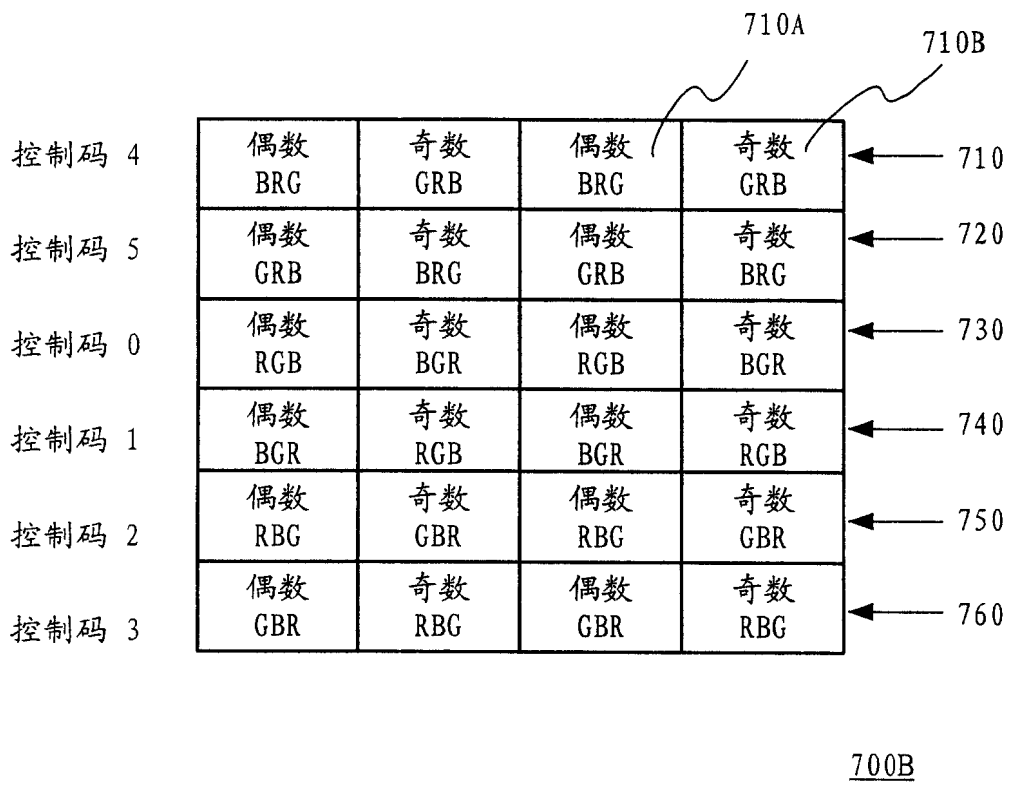 710A
710B
控制码 4
偶数 奇数 偶数 奇数
BRG GRB BRG GRB
710
控制码 5
偶数 奇数 偶数 奇数
GRB BRG GRB BRG
720
控制码 0
偶数 奇数 偶数 奇数
RGB BGR RGB BGR
730
控制码 1
偶数 奇数 偶数 奇数
BGR RGB BGR RGB
740
控制码 2
偶数 奇数 偶数 奇数
RBG GBR RBG GBR
750
控制码 3
偶数 奇数 偶数 奇数
GBR RBG GBR RBG
760
700B